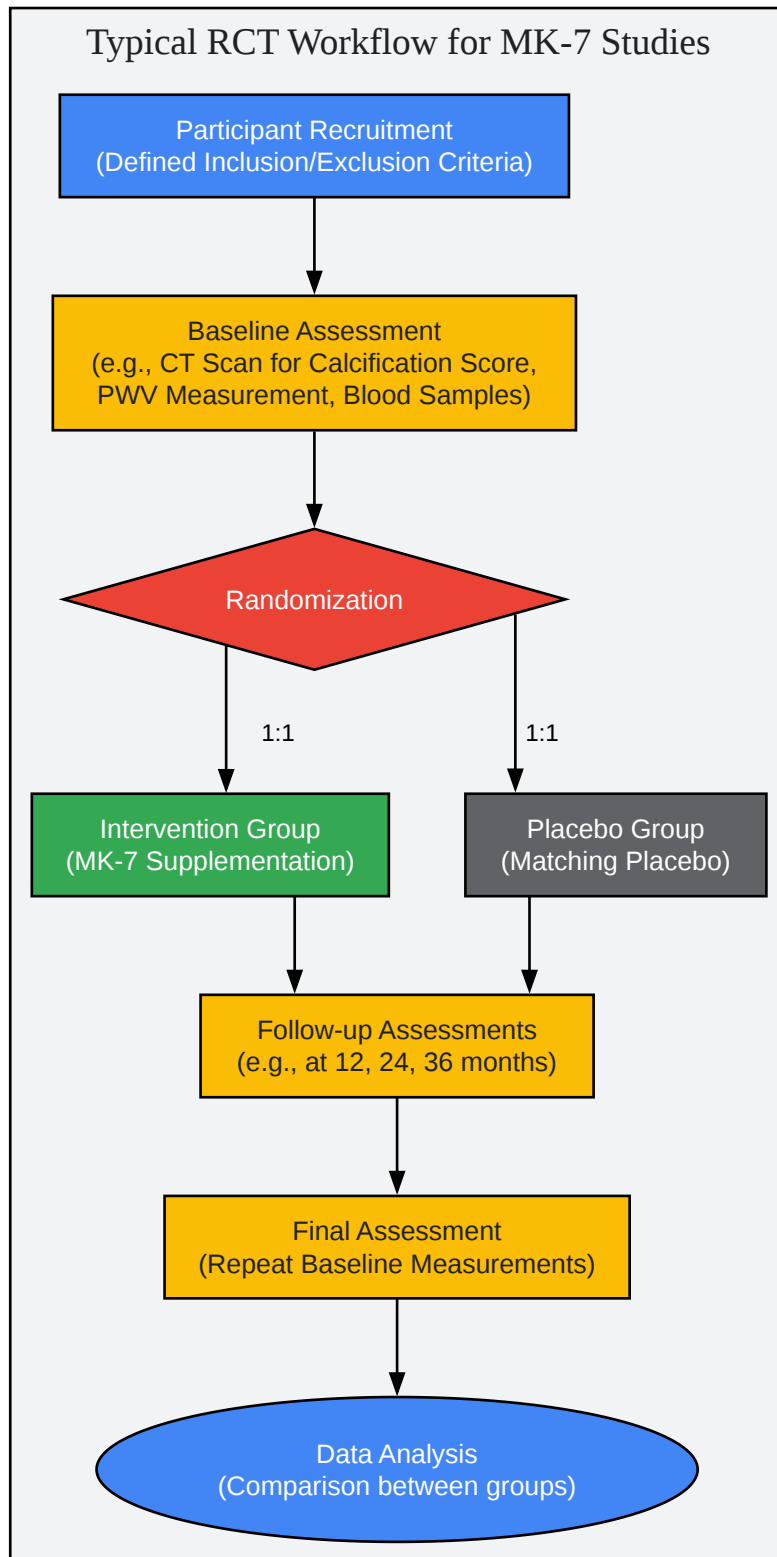 Typical RCT Workflow for MK-7 Studies
Participant Recruitment
(Defined Inclusion/Exclusion Criteria)
Baseline Assessment
(e.g., CT Scan for Calcification Score,
PWV Measurement, Blood Samples)
Randomization
1:1
1:1
Intervention Group
(MK-7 Supplementation)
Placebo Group
(Matching Placebo)
Follow-up Assessments
(e.g., at 12, 24, 36 months)
Final Assessment
(Repeat Baseline Measurements)
Data Analysis
(Comparison between groups)